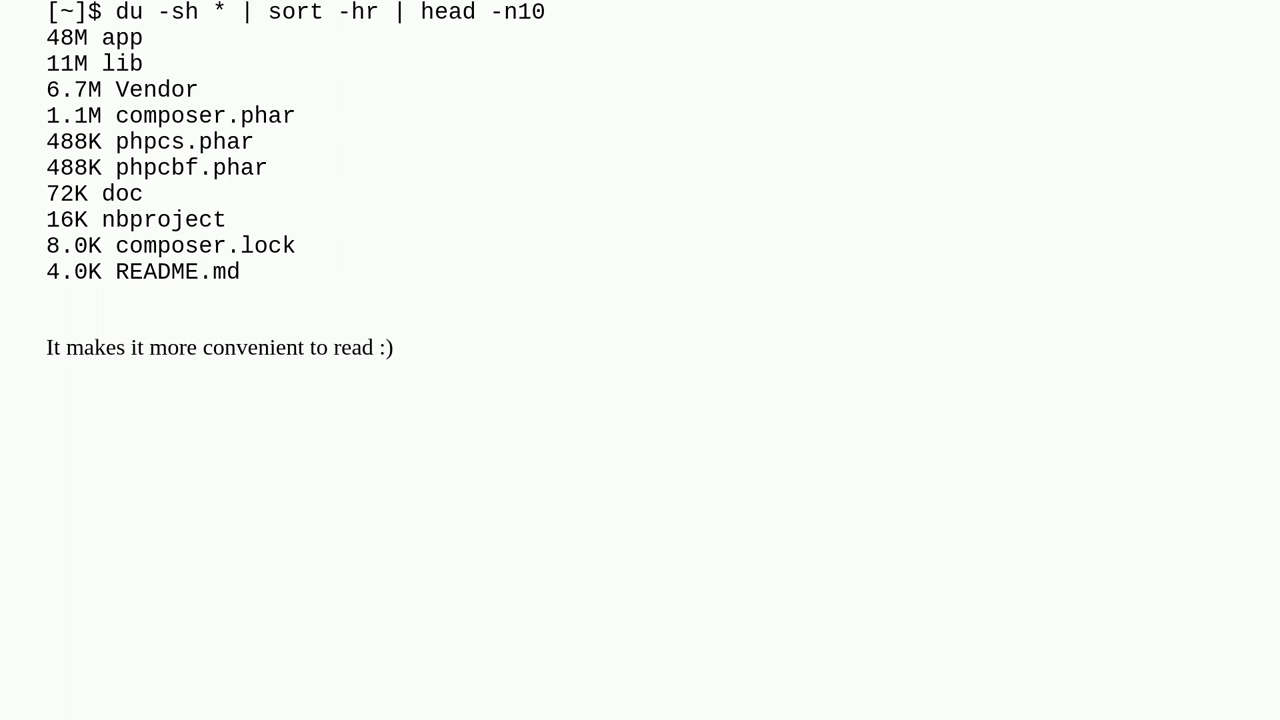 [~]$ du -sh * | sort -hr | head -n10
48M app
11M lib
6.7M Vendor
1.1M composer.phar
488K phpcs.phar
488K phpcbf.phar
72K doc
16K nbproject
8.0K composer.lock
4.0K README.md
It makes it more convenient to read :)